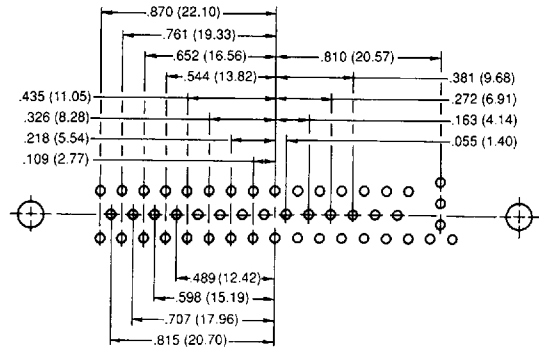 .870 (22.10)
.761 (19.33)
.652 (16.56) .810 (20.57)
.544 (13.82) .381 (9.68)
.435 (11.05) .272 (6.91)
.326 (8.28) .163 (4.14)
.218 (5.54) .055 (1.40)
.109 (2.77)
.489 (12.42)
.598 (15.19)
.707 (17.96)
.815 (20.70)